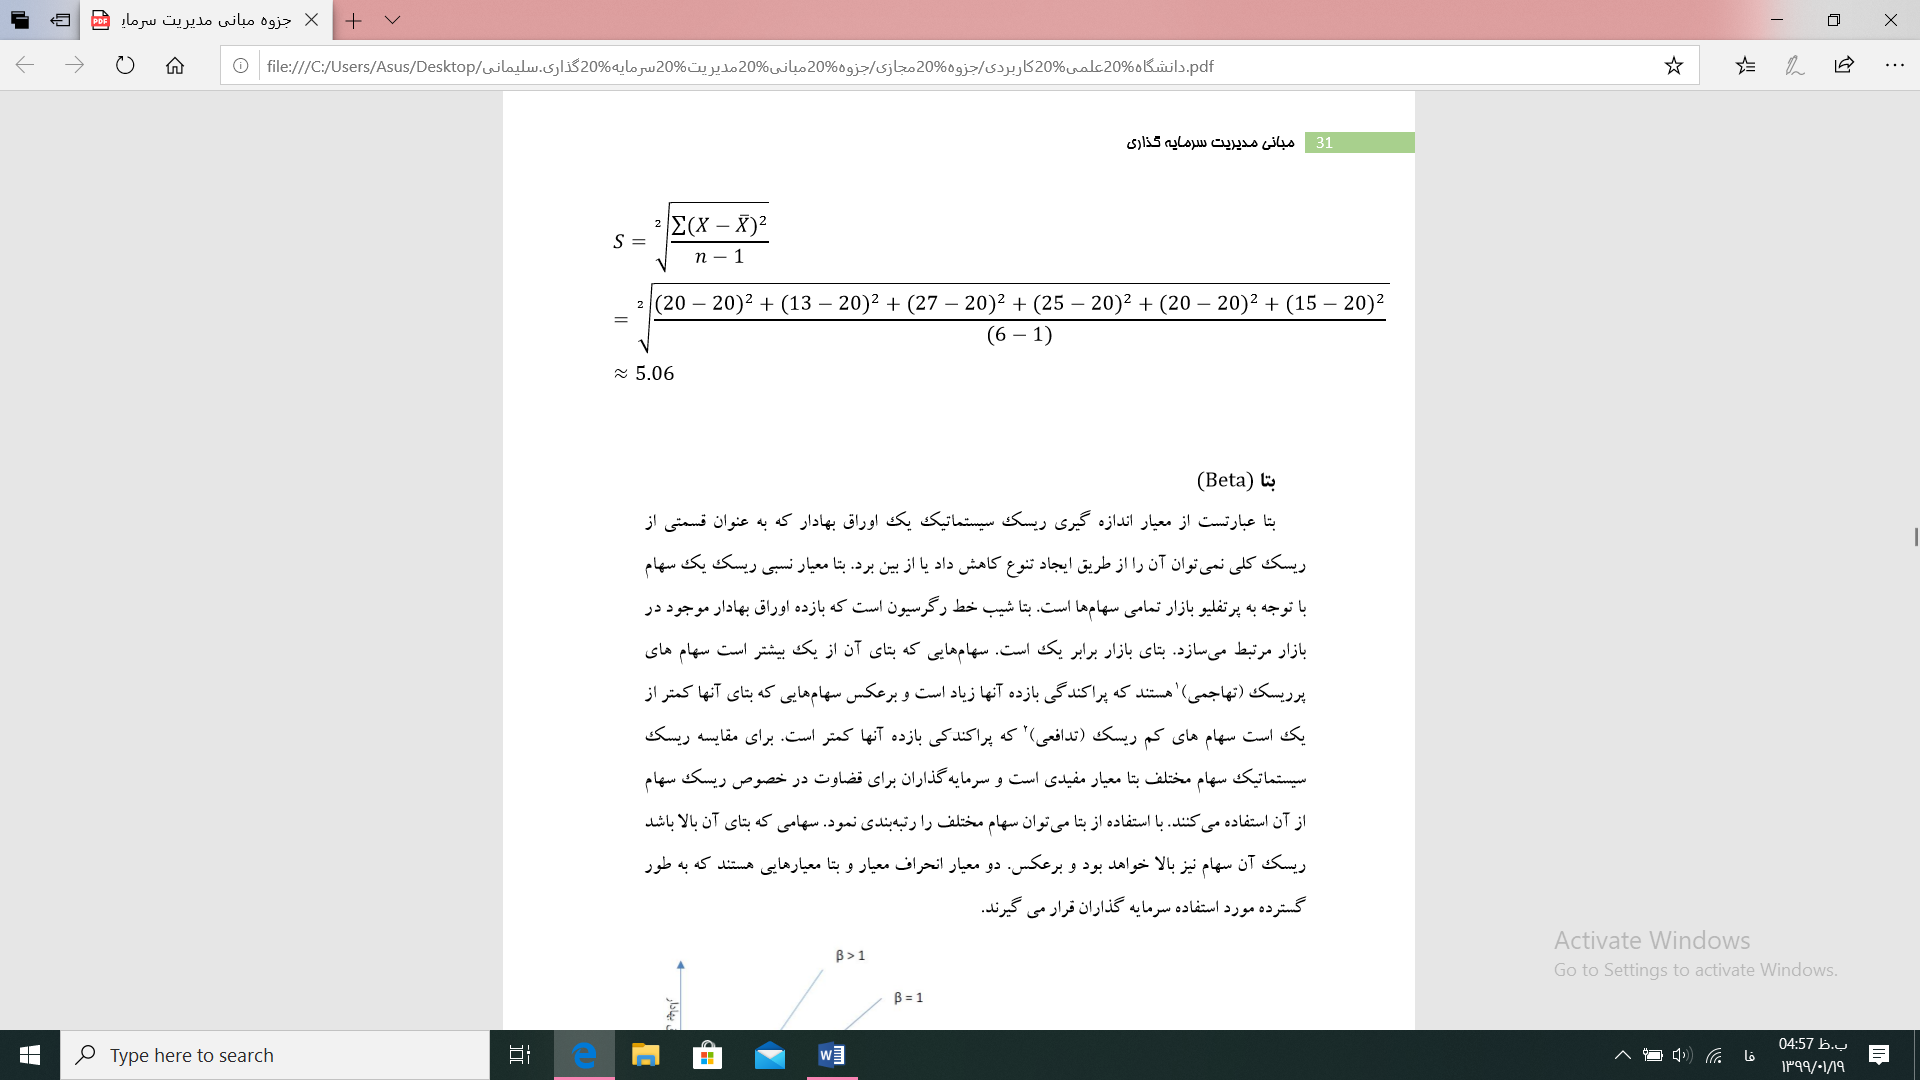 جزوه مبانی مدیریت سرمای
file:///C:/Users/Asus/Desktop/دانشگاه%20علمی%20کاربردی/جزوه%20مجازی/جزوه%20مبانی%20مدیریت%20سرمایه%20گذاری.سلیمانی.pdf
مبانی مدیریت سرمایه گذاری 31
S = ²√(∑(X − X̄)² / (n − 1))
= ²√(((20 − 20)² + (13 − 20)² + (27 − 20)² + (25 − 20)² + (20 − 20)² + (15 − 20)²) / (6 − 1))
≈ 5.06
بتا (Beta)
بتا عبارتست از معیار اندازه گیری ریسک سیستماتیک یک اوراق بهادار که به عنوان قسمتی از
ریسک کلی نمی‌توان آن را از طریق ایجاد تنوع کاهش داد یا از بین برد. بتا معیار نسبی ریسک یک سهام
با توجه به پرتفلیو بازار تمامی سهام‌ها است. بتا شیب خط رگرسیون است که بازده اوراق بهادار موجود در
بازار مرتبط می‌سازد. بتای بازار برابر یک است. سهام‌هایی که بتای آن از یک بیشتر است سهام های
پرریسک (تهاجمی)۱ هستند که پراکندگی بازده آنها زیاد است و برعکس سهام‌هایی که بتای آنها کمتر از
یک است سهام های کم ریسک (تدافعی)۲ که پراکندکی بازده آنها کمتر است. برای مقایسه ریسک
سیستماتیک سهام مختلف بتا معیار مفیدی است و سرمایه‌گذاران برای قضاوت در خصوص ریسک سهام
از آن استفاده می‌کنند. با استفاده از بتا می‌توان سهام مختلف را رتبه‌بندی نمود. سهامی که بتای آن بالا باشد
ریسک آن سهام نیز بالا خواهد بود و برعکس. دو معیار انحراف معیار و بتا معیارهایی هستند که به طور
گسترده مورد استفاده سرمایه گذاران قرار می گیرند.
β > 1
β = 1
Activate Windows
Go to Settings to activate Windows.
Type here to search
فا
04:57 ب.ظ
۱۳۹۹/۰۱/۱۹